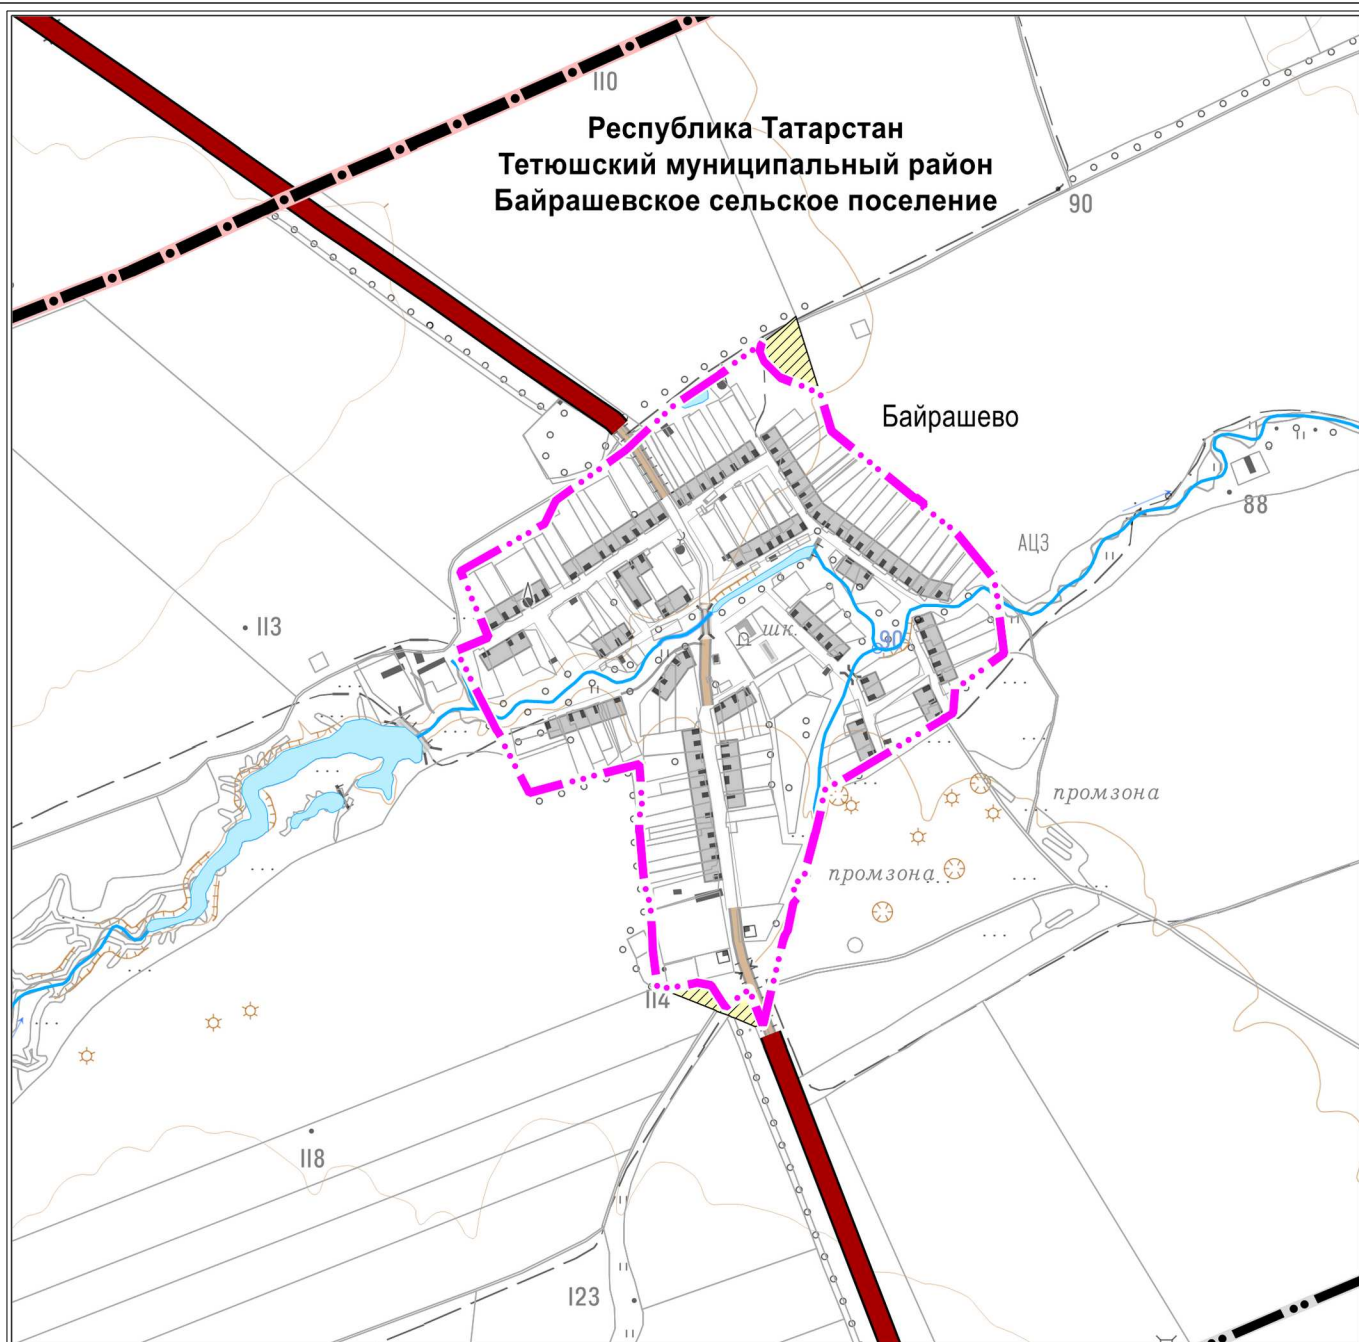 110
Республика Татарстан
Тетюшский муниципальный район
Байрашевское сельское поселение
90
Байрашево
88
АЦЗ
113
шк.
90
промзона
промзона
114
118
123